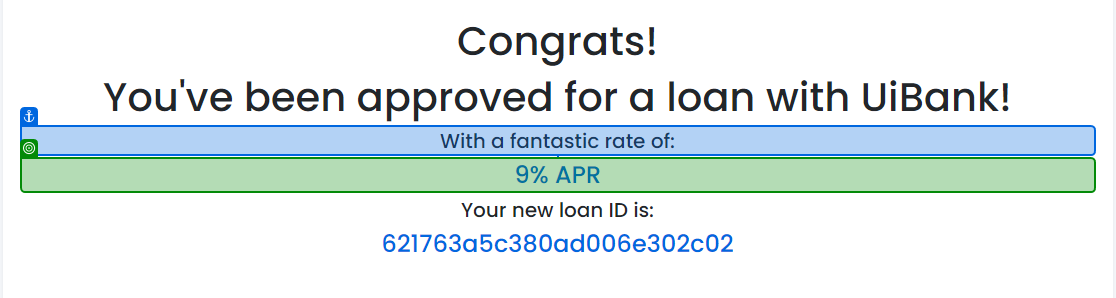 Congrats!
You've been approved for a loan with UiBank!
With a fantastic rate of:
9% APR
Your new loan ID is:
621763a5c380ad006e302c02